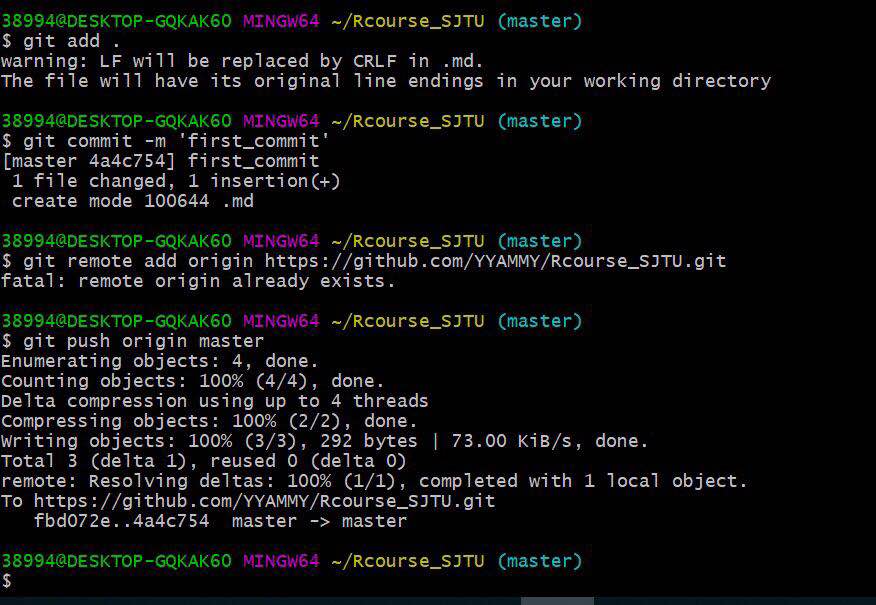 38994@DESKTOP-GQKAK60 MINGW64 ~/Rcourse_SJTU (master)
$ git add .
warning: LF will be replaced by CRLF in .md.
The file will have its original line endings in your working directory
38994@DESKTOP-GQKAK60 MINGW64 ~/Rcourse_SJTU (master)
$ git commit -m 'first_commit'
[master 4a4c754] first_commit
1 file changed, 1 insertion(+)
create mode 100644 .md
38994@DESKTOP-GQKAK60 MINGW64 ~/Rcourse_SJTU (master)
$ git remote add origin https://github.com/YYAMMY/Rcourse_SJTU.git
fatal: remote origin already exists.
38994@DESKTOP-GQKAK60 MINGW64 ~/Rcourse_SJTU (master)
$ git push origin master
Enumerating objects: 4, done.
Counting objects: 100% (4/4), done.
Delta compression using up to 4 threads
Compressing objects: 100% (2/2), done.
Writing objects: 100% (3/3), 292 bytes | 73.00 KiB/s, done.
Total 3 (delta 1), reused 0 (delta 0)
remote: Resolving deltas: 100% (1/1), completed with 1 local object.
To https://github.com/YYAMMY/Rcourse_SJTU.git
fbd072e..4a4c754  master -> master
38994@DESKTOP-GQKAK60 MINGW64 ~/Rcourse_SJTU (master)
$